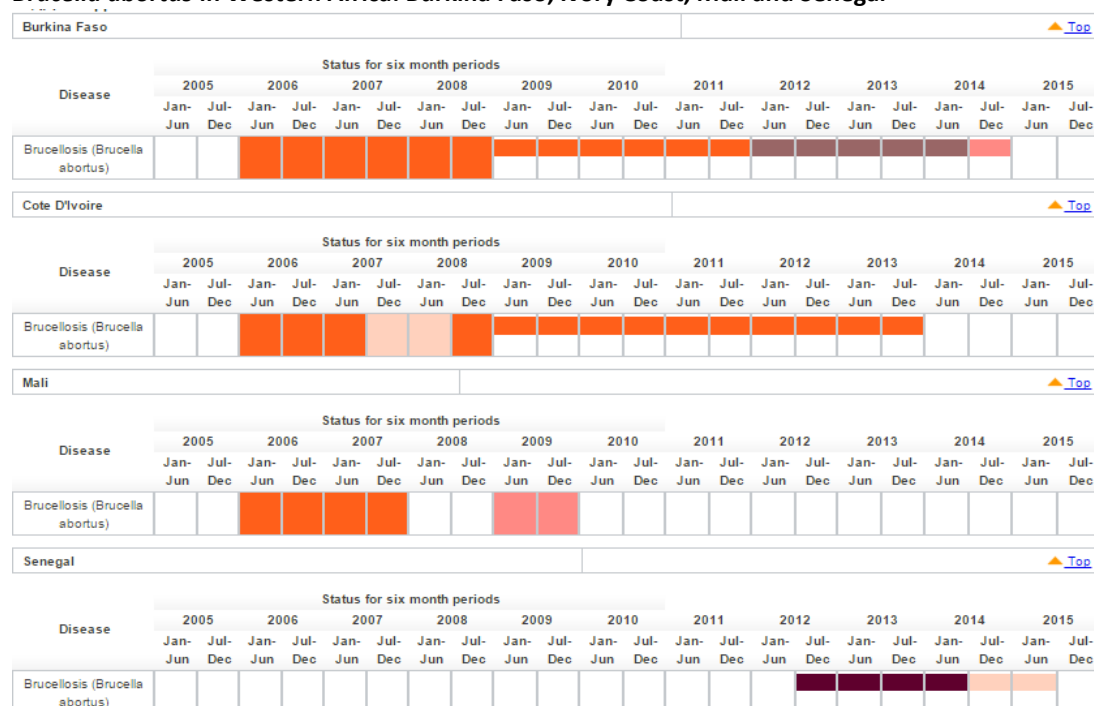 Brucella abortus in Western Africa: Burkina Faso, Ivory Coast, Mali and Senegal
Burkina Faso Top
Status for six month periods
Disease 2005 2006 2007 2008 2009 2010 2011 2012 2013 2014 2015
Jan- Jul- Jan- Jul- Jan- Jul- Jan- Jul- Jan- Jul- Jan- Jul- Jan- Jul- Jan- Jul- Jan- Jul- Jan- Jul- Jan- Jul-
Jun Dec Jun Dec Jun Dec Jun Dec Jun Dec Jun Dec Jun Dec Jun Dec Jun Dec Jun Dec Jun Dec
Brucellosis (Brucella
abortus)
Cote D'Ivoire Top
Status for six month periods
Disease 2005 2006 2007 2008 2009 2010 2011 2012 2013 2014 2015
Jan- Jul- Jan- Jul- Jan- Jul- Jan- Jul- Jan- Jul- Jan- Jul- Jan- Jul- Jan- Jul- Jan- Jul- Jan- Jul- Jan- Jul-
Jun Dec Jun Dec Jun Dec Jun Dec Jun Dec Jun Dec Jun Dec Jun Dec Jun Dec Jun Dec Jun Dec
Brucellosis (Brucella
abortus)
Mali Top
Status for six month periods
Disease 2005 2006 2007 2008 2009 2010 2011 2012 2013 2014 2015
Jan- Jul- Jan- Jul- Jan- Jul- Jan- Jul- Jan- Jul- Jan- Jul- Jan- Jul- Jan- Jul- Jan- Jul- Jan- Jul- Jan- Jul-
Jun Dec Jun Dec Jun Dec Jun Dec Jun Dec Jun Dec Jun Dec Jun Dec Jun Dec Jun Dec Jun Dec
Brucellosis (Brucella
abortus)
Senegal Top
Status for six month periods
Disease 2005 2006 2007 2008 2009 2010 2011 2012 2013 2014 2015
Jan- Jul- Jan- Jul- Jan- Jul- Jan- Jul- Jan- Jul- Jan- Jul- Jan- Jul- Jan- Jul- Jan- Jul- Jan- Jul- Jan- Jul-
Jun Dec Jun Dec Jun Dec Jun Dec Jun Dec Jun Dec Jun Dec Jun Dec Jun Dec Jun Dec Jun Dec
Brucellosis (Brucella
abortus)